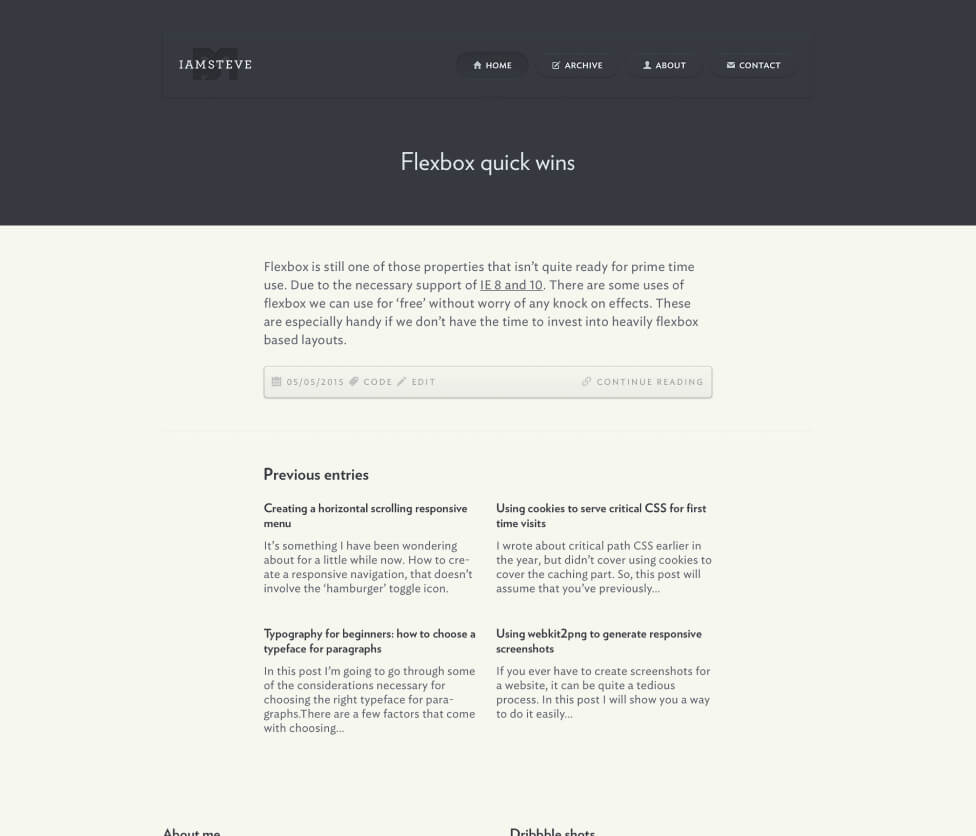 IAMSTEVE
HOME ARCHIVE ABOUT CONTACT
Flexbox quick wins
Flexbox is still one of those properties that isn’t quite ready for prime time
use. Due to the necessary support of IE 8 and 10. There are some uses of
flexbox we can use for ‘free’ without worry of any knock on effects. These
are especially handy if we don’t have the time to invest into heavily flexbox
based layouts.
05/05/2015 CODE EDIT CONTINUE READING
Previous entries
Creating a horizontal scrolling responsive
menu
It’s something I have been wondering
about for a little while now. How to cre-
ate a responsive navigation, that doesn’t
involve the ‘hamburger’ toggle icon.
Using cookies to serve critical CSS for first
time visits
I wrote about critical path CSS earlier in
the year, but didn’t cover using cookies to
cover the caching part. So, this post will
assume that you’ve previously…
Typography for beginners: how to choose a
typeface for paragraphs
In this post I’m going to go through some
of the considerations necessary for
choosing the right typeface for para-
graphs.There are a few factors that come
with choosing…
Using webkit2png to generate responsive
screenshots
If you ever have to create screenshots for
a website, it can be quite a tedious
process. In this post I will show you a way
to do it easily…
About me
Dribbble shots